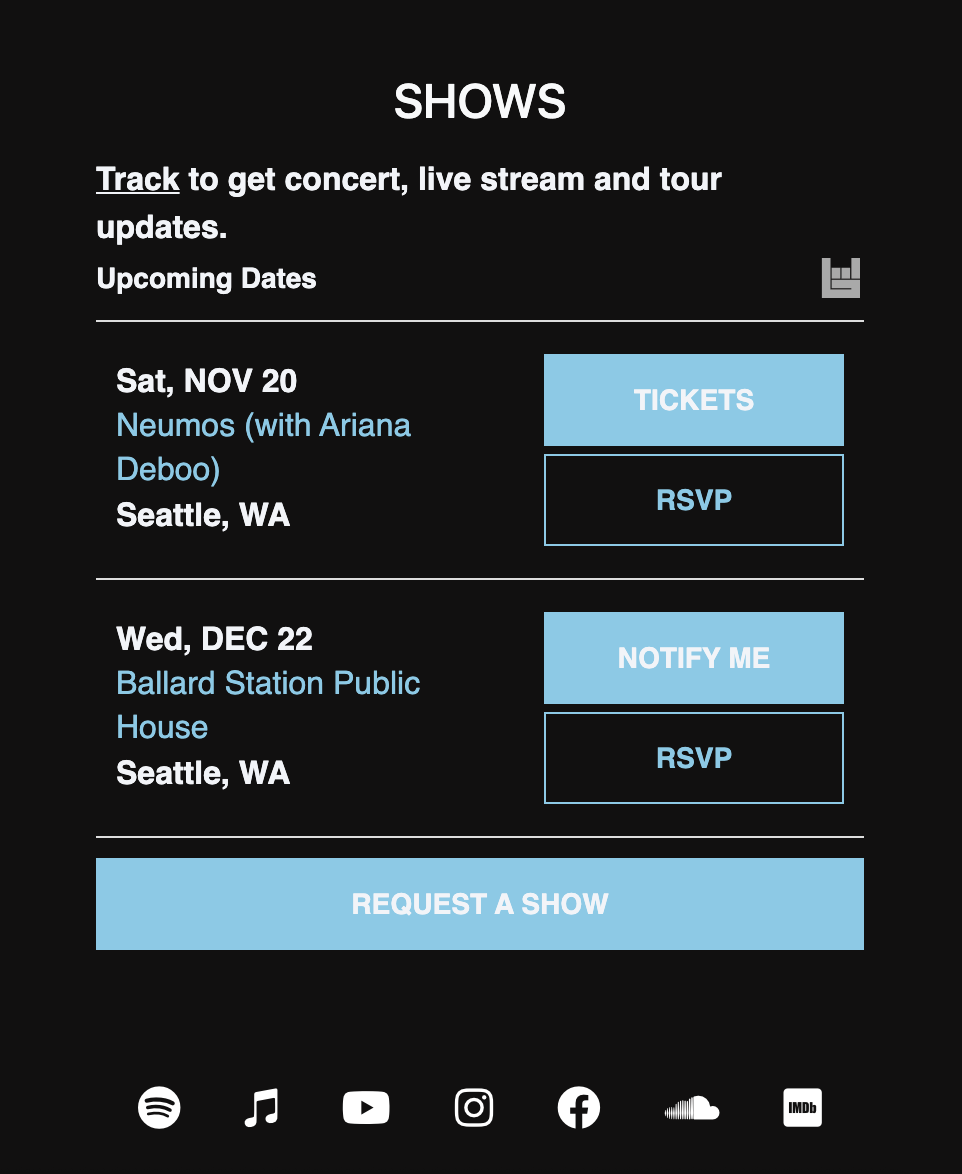 SHOWS
Track to get concert, live stream and tour
updates.
Upcoming Dates
Sat, NOV 20
Neumos (with Ariana
Deboo)
Seattle, WA
TICKETS
RSVP
Wed, DEC 22
Ballard Station Public
House
Seattle, WA
NOTIFY ME
RSVP
REQUEST A SHOW
IMDb